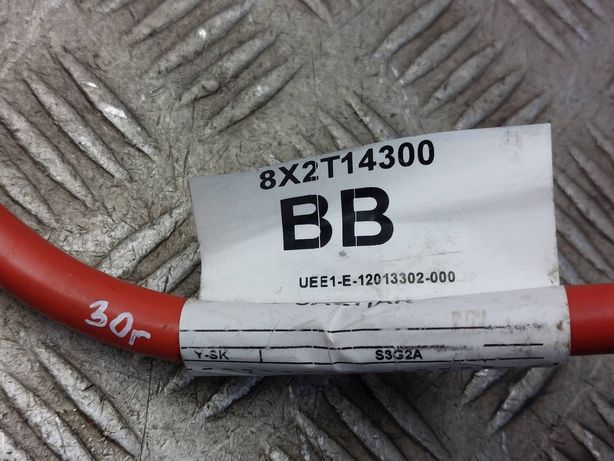 8X2T14300
BB
UEE1-E-12013302-000
Y-SK S3G2A
30г